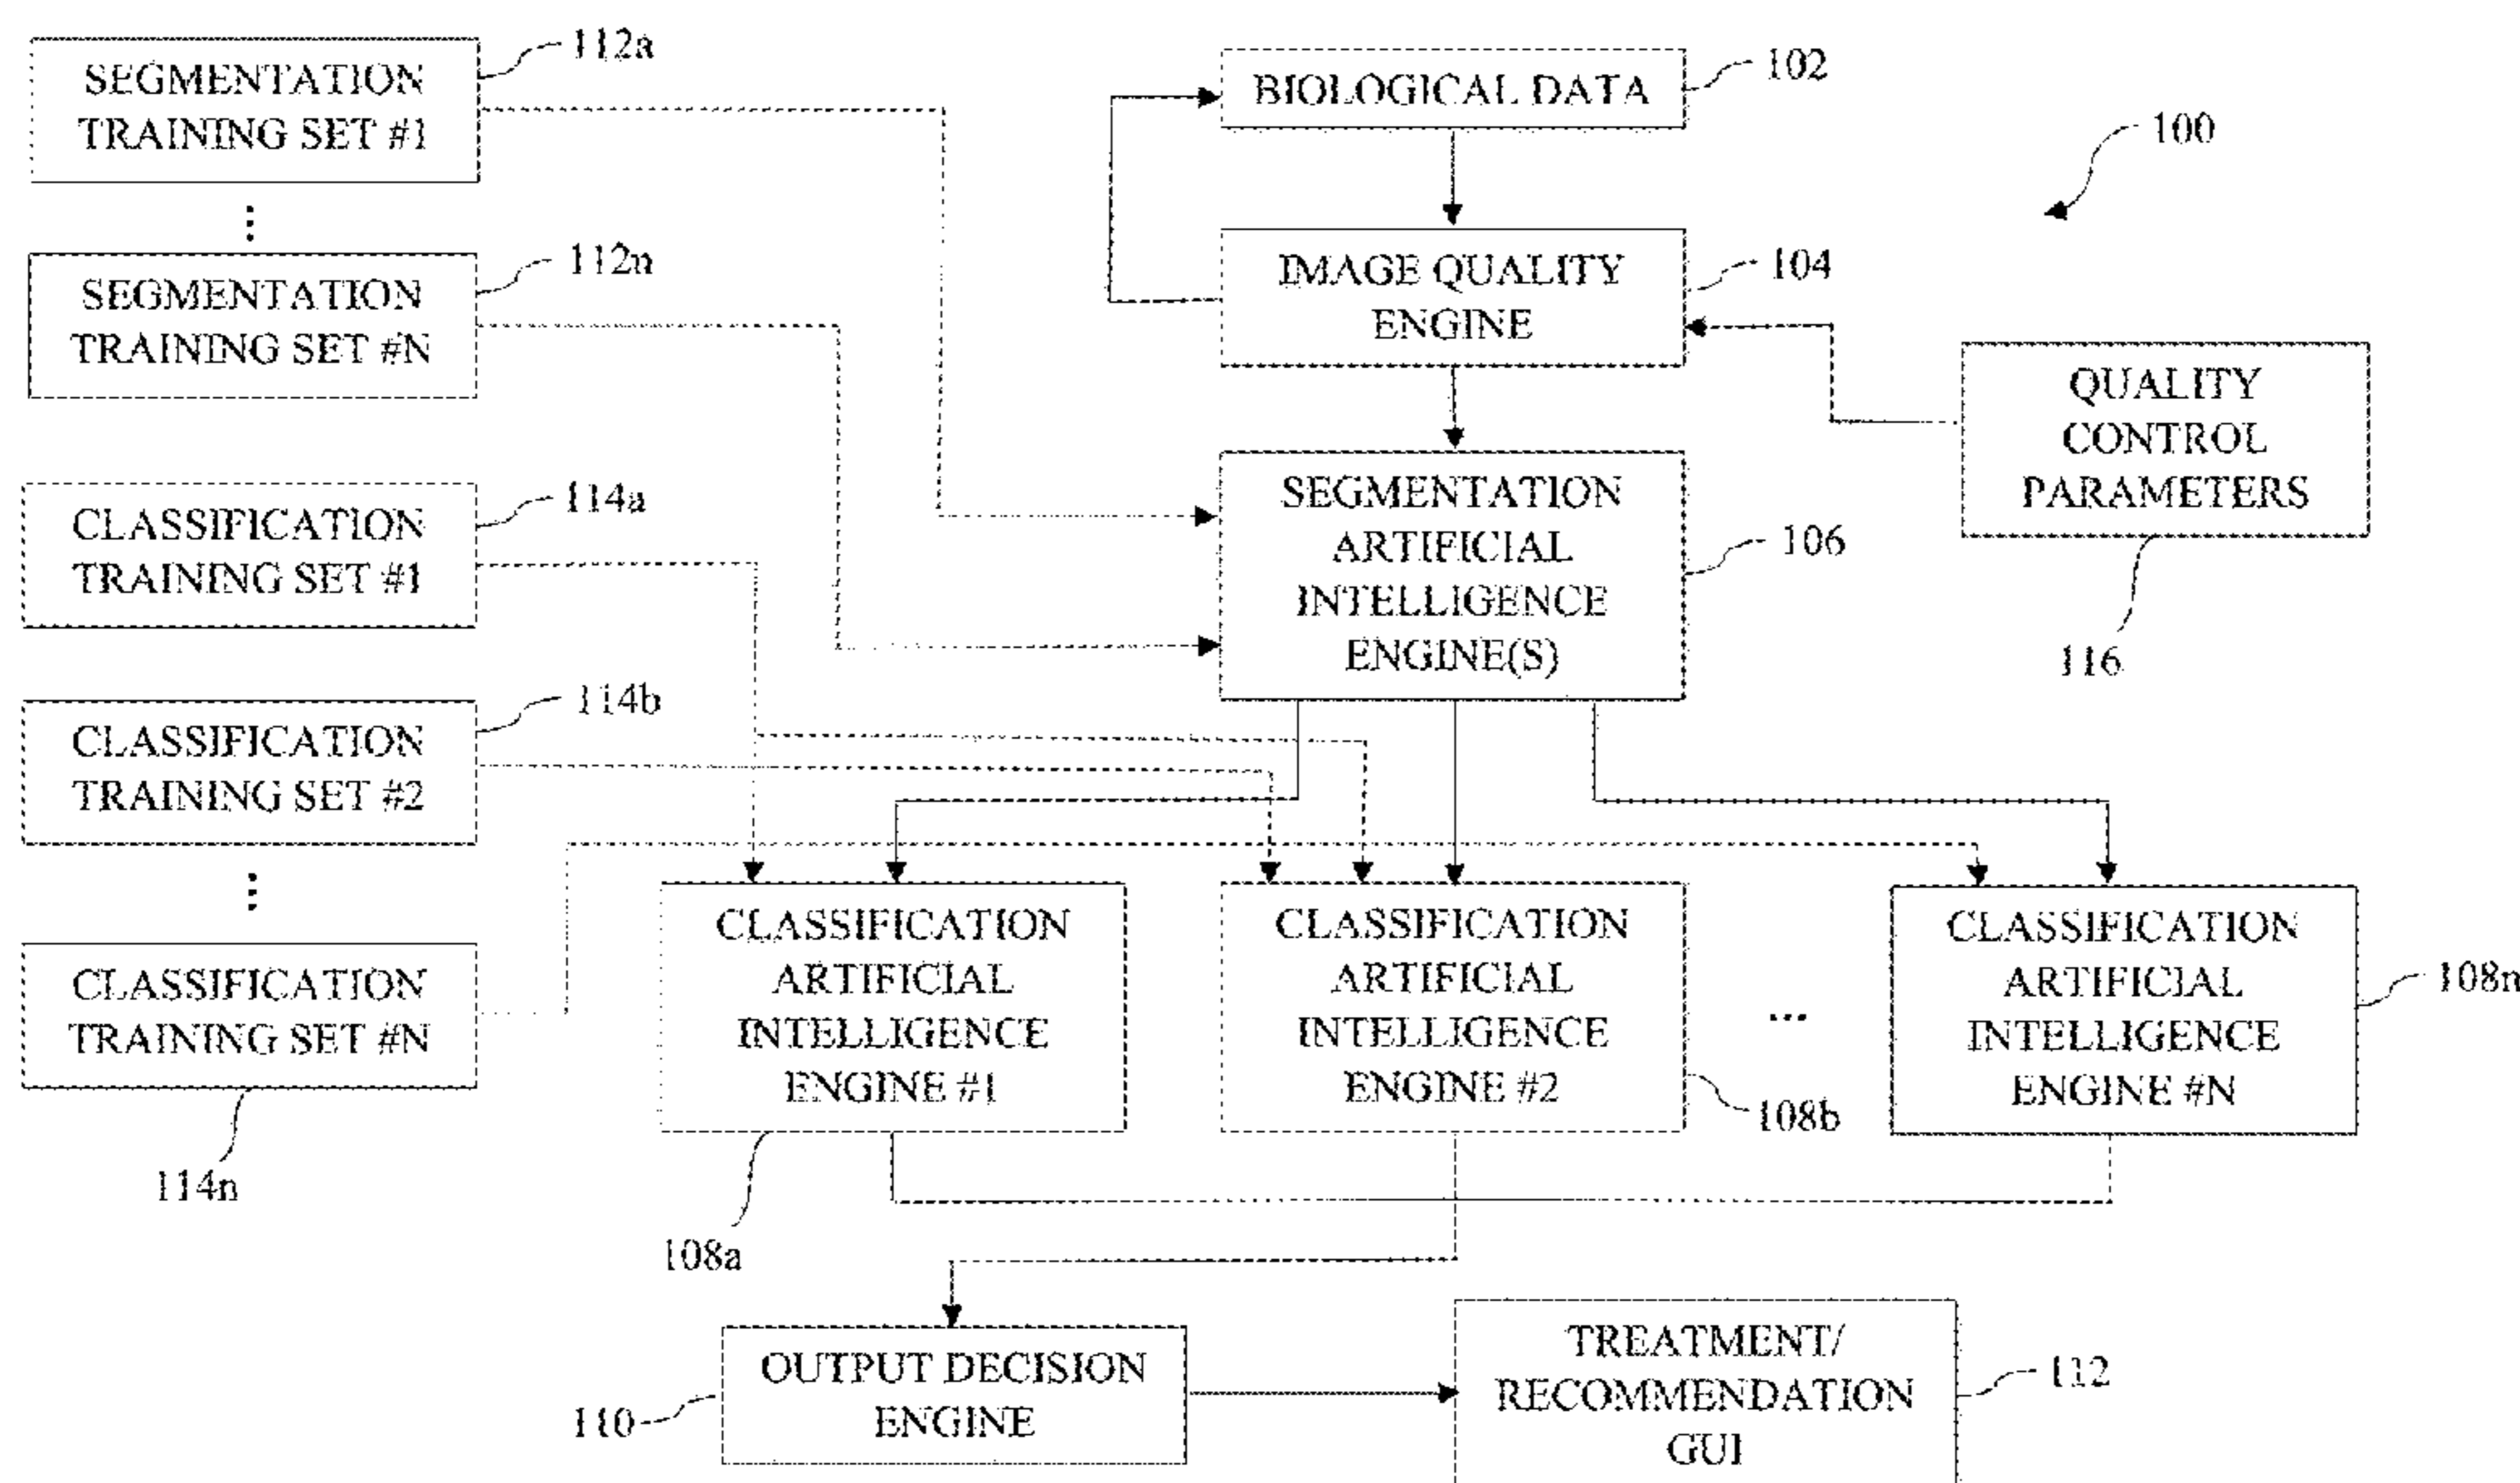 112a
SEGMENTATION
TRAINING SET #1
112n
SEGMENTATION
TRAINING SET #N
114a
CLASSIFICATION
TRAINING SET #1
114b
CLASSIFICATION
TRAINING SET #2
CLASSIFICATION
TRAINING SET #N
114n
BIOLOGICAL DATA
102
100
IMAGE QUALITY
ENGINE
104
QUALITY
CONTROL
PARAMETERS
116
SEGMENTATION
ARTIFICIAL
INTELLIGENCE
ENGINE(S)
106
CLASSIFICATION
ARTIFICIAL
INTELLIGENCE
ENGINE #1
108a
CLASSIFICATION
ARTIFICIAL
INTELLIGENCE
ENGINE #2
108b
...
CLASSIFICATION
ARTIFICIAL
INTELLIGENCE
ENGINE #N
108n
OUTPUT DECISION
ENGINE
110
TREATMENT/
RECOMMENDATION
GUI
112